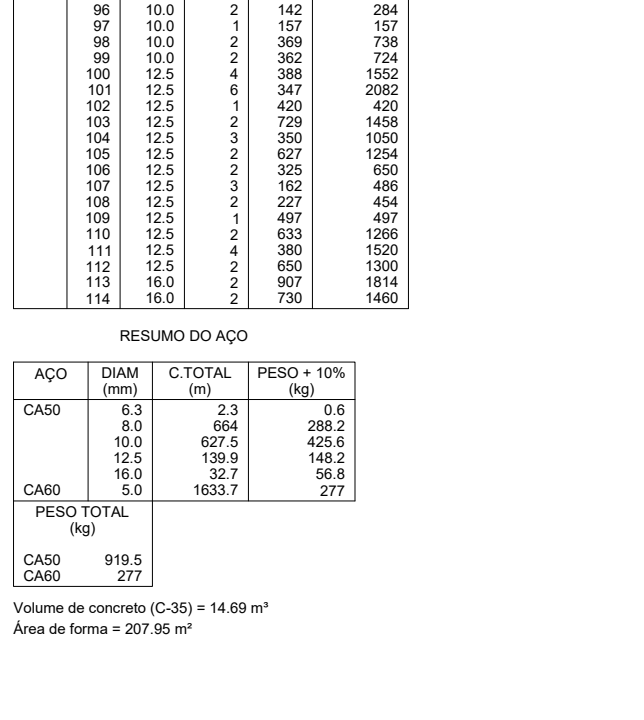 96 10.0 2 142 284
97 10.0 1 157 157
98 10.0 2 369 738
99 10.0 2 362 724
100 12.5 4 388 1552
101 12.5 6 347 2082
102 12.5 1 420 420
103 12.5 2 729 1458
104 12.5 3 350 1050
105 12.5 2 627 1254
106 12.5 2 325 650
107 12.5 3 162 486
108 12.5 2 227 454
109 12.5 1 497 497
110 12.5 2 633 1266
111 12.5 4 380 1520
112 12.5 2 650 1300
113 16.0 2 907 1814
114 16.0 2 730 1460
RESUMO DO AÇO
AÇO DIAM C.TOTAL PESO + 10%
(mm) (m) (kg)
CA50 6.3 2.3 0.6
8.0 664 288.2
10.0 627.5 425.6
12.5 139.9 148.2
16.0 32.7 56.8
CA60 5.0 1633.7 277
PESO TOTAL
(kg)
CA50 919.5
CA60 277
Volume de concreto (C-35) = 14.69 m³
Área de forma = 207.95 m²